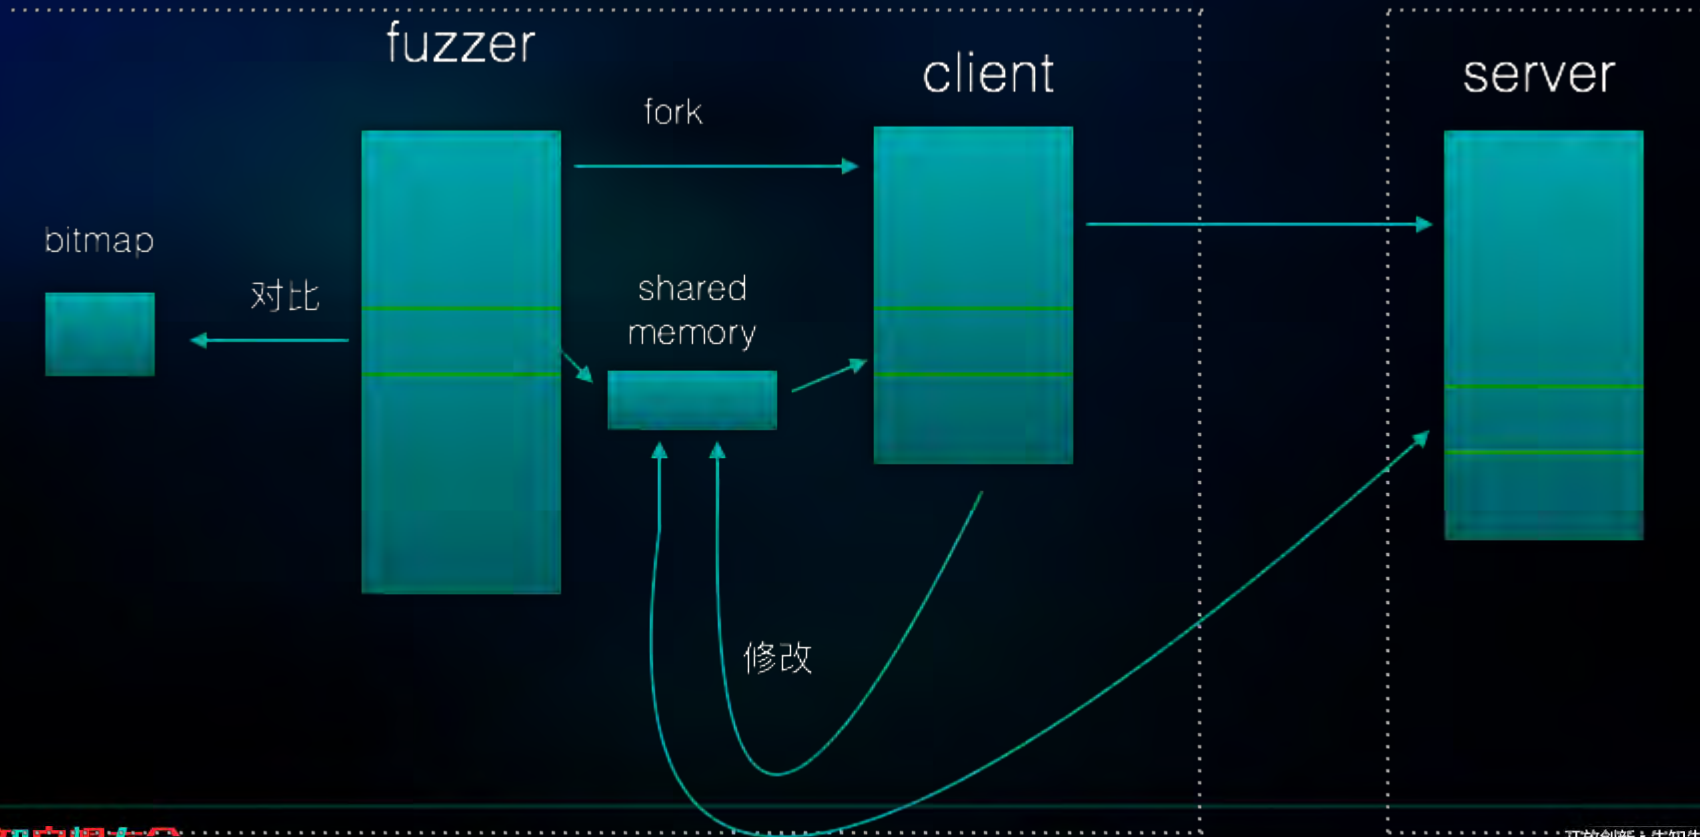 fuzzer
client
server
fork
bitmap
对比
shared
memory
修改